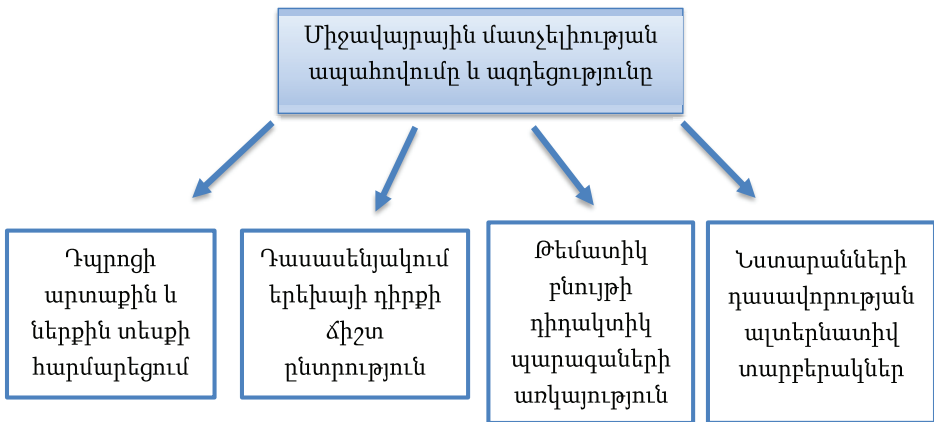 Միջավայրային մատչելիության
ապահովումը և ազդեցությունը
Դպրոցի
արտաքին և
ներքին տեսքի
հարմարեցում
Դասասենյակում
երեխայի դիրքի
ճիշտ
ընտրություն
Թեմատիկ
բնույթի
դիդակտիկ
պարագաների
առկայություն
Նստարանների
դասավորության
ալտերնատիվ
տարբերակներ